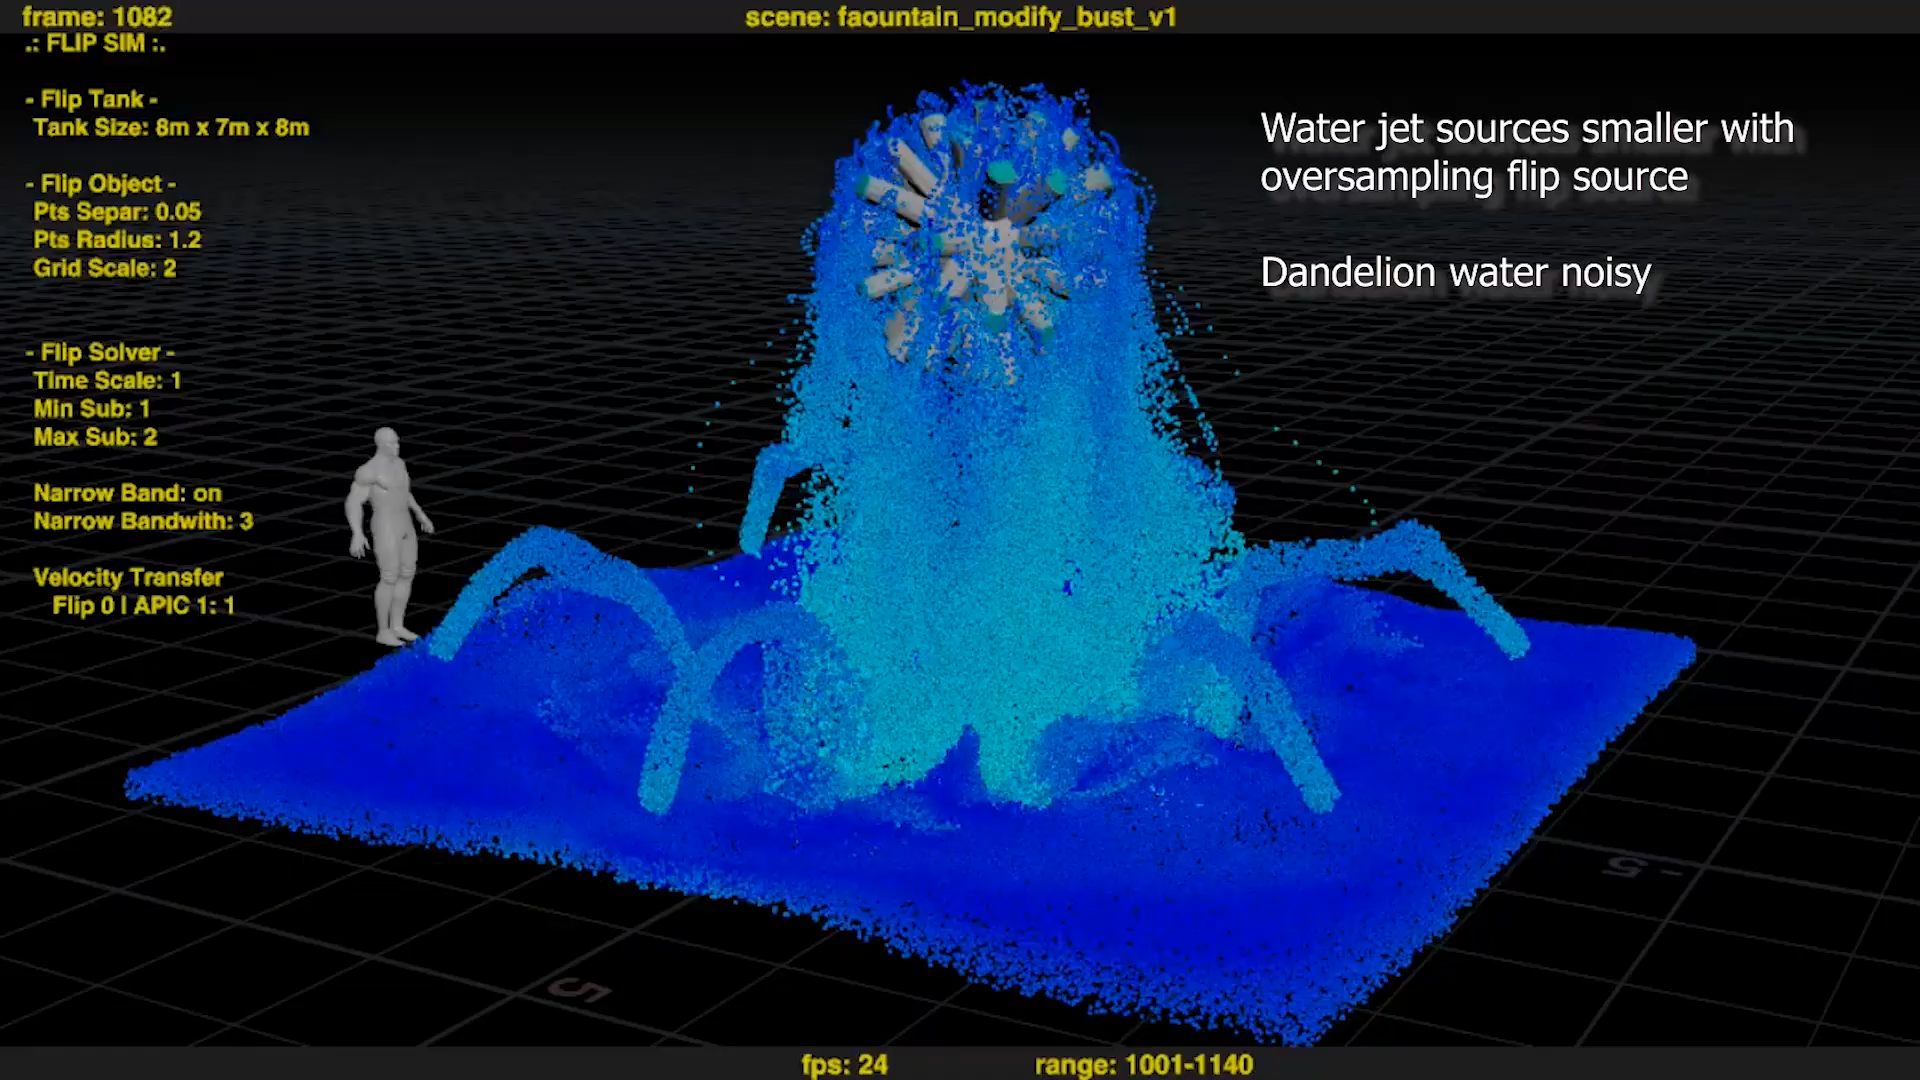 frame: 1082
scene: faountain_modify_bust_v1
.: FLIP SIM :.
- Flip Tank -
Tank Size: 8m x 7m x 8m
- Flip Object -
Pts Separ: 0.05
Pts Radius: 1.2
Grid Scale: 2
- Flip Solver -
Time Scale: 1
Min Sub: 1
Max Sub: 2
Narrow Band: on
Narrow Bandwith: 3
Velocity Transfer
Flip 0 | APIC 1: 1
Water jet sources smaller with
oversampling flip source
Dandelion water noisy
5
-5
fps: 24
range: 1001-1140